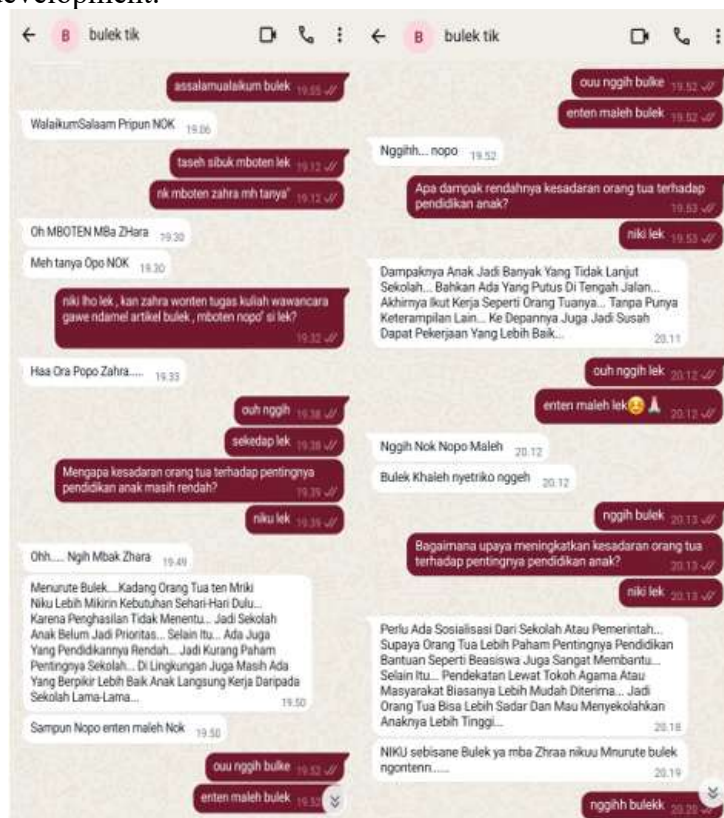 development.
bulek tik
assalamualaikum bulek 19.05
WalaikumSalaam Pripun NOK 19.06
taseh sibuk mboten lek 19.12
nk mboten zahra mh tanya" 19.12
Oh MBOTEN MBa ZHara 19.30
Meh tanya Opo NOK 19.30
niki lho lek , kan zahra wonten tugas kuliah wawancara
gawe ndamel artikel bulek , mboten nopo' si lek?
19.32
Haa Ora Popo Zahra..... 19.33
ouh nggih 19.38
sekedap lek 19.38
Mengapa kesadaran orang tua terhadap pentingnya
pendidikan anak masih rendah?
19.39
niku lek 19.39
Ohh..... Ngih Mbak Zhara 19.49
Menurute Bulek....Kadang Orang Tua ten Mriki
Niku Lebih Mikirin Kebutuhan Sehari-Hari Dulu...
Karena Penghasilan Tidak Menentu... Jadi Sekolah
Anak Belum Jadi Prioritas... Selain Itu... Ada Juga
Yang Pendidikannya Rendah... Jadi Kurang Paham
Pentingnya Sekolah... Di Lingkungan Juga Masih Ada
Yang Berpikir Lebih Baik Anak Langsung Kerja Daripada
Sekolah Lama-Lama...
19.50
Sampun Nopo enten maleh Nok 19.50
ouu nggih bulke 19.52
enten maleh bulek 19.52
B bulek tik
ouu nggih bulke 19.52
enten maleh bulek 19.52
Nggihh... nopo 19.52
Apa dampak rendahnya kesadaran orang tua terhadap
pendidikan anak?
19.53
niki lek 19.53
Dampaknya Anak Jadi Banyak Yang Tidak Lanjut
Sekolah... Bahkan Ada Yang Putus Di Tengah Jalan...
Akhirnya Ikut Kerja Seperti Orang Tuanya... Tanpa Punya
Keterampilan Lain... Ke Depannya Juga Jadi Susah
Dapat Pekerjaan Yang Lebih Baik...
20.11
ouh nggih lek 20.12
enten maleh lek☺️🙏🏻 20.12
Nggih Nok Nopo Maleh 20.12
Bulek Khaleh nyetriko nggeh 20.12
nggih bulek 20.13
Bagaimana upaya meningkatkan kesadaran orang tua
terhadap pentingnya pendidikan anak?
20.13
niki lek 20.13
Perlu Ada Sosialisasi Dari Sekolah Atau Pemerintah...
Supaya Orang Tua Lebih Paham Pentingnya Pendidikan
Bantuan Seperti Beasiswa Juga Sangat Membantu...
Selain Itu... Pendekatan Lewat Tokoh Agama Atau
Masyarakat Biasanya Lebih Mudah Diterima... Jadi
Orang Tua Bisa Lebih Sadar Dan Mau Menyekolahkan
Anaknya Lebih Tinggi...
20.18
NIKU sebisane Bulek ya mba Zhraa nikuu Mnurute bulek
ngontenn......
20.19
nggihh bulekk 20.20